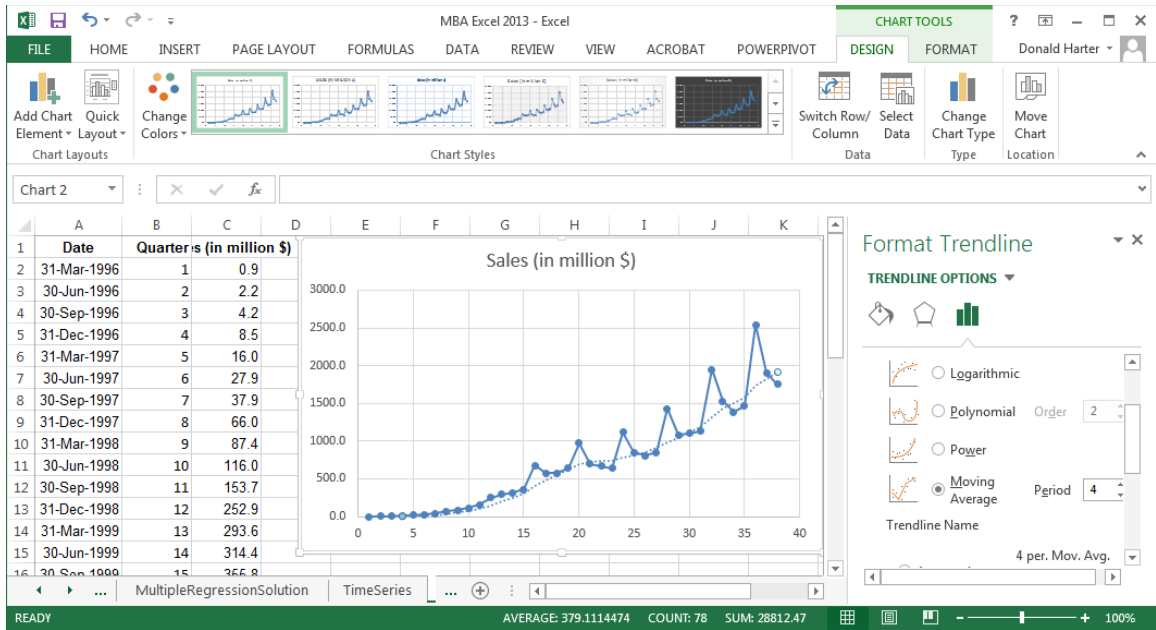 MBA Excel 2013 - Excel
CHART TOOLS
?
FILE HOME INSERT PAGE LAYOUT FORMULAS DATA REVIEW VIEW ACROBAT POWERPIVOT DESIGN FORMAT Donald Harter
Add Chart Element
Quick Layout
Change Colors
Switch Row/ Column
Select Data
Change Chart Type
Move Chart
Chart Layouts Chart Styles Data Type Location
Chart 2 fx
A B C D E F G H I J K
1 Date Quarter s (in million $)
2 31-Mar-1996 1 0.9
3 30-Jun-1996 2 2.2
4 30-Sep-1996 3 4.2
5 31-Dec-1996 4 8.5
6 31-Mar-1997 5 16.0
7 30-Jun-1997 6 27.9
8 30-Sep-1997 7 37.9
9 31-Dec-1997 8 66.0
10 31-Mar-1998 9 87.4
11 30-Jun-1998 10 116.0
12 30-Sep-1998 11 153.7
13 31-Dec-1998 12 252.9
14 31-Mar-1999 13 293.6
15 30-Jun-1999 14 314.4
16 30-Sep-1999 15 366.8
Sales (in million $)
3000.0
2500.0
2000.0
1500.0
1000.0
500.0
0.0
0 5 10 15 20 25 30 35 40
Format Trendline
TRENDLINE OPTIONS
Logarithmic
Polynomial Order 2
Power
Moving Average Period 4
Trendline Name
4 per. Mov. Avg.
... MultipleRegressionSolution TimeSeries ...
READY AVERAGE: 379.1114474 COUNT: 78 SUM: 28812.47 100%